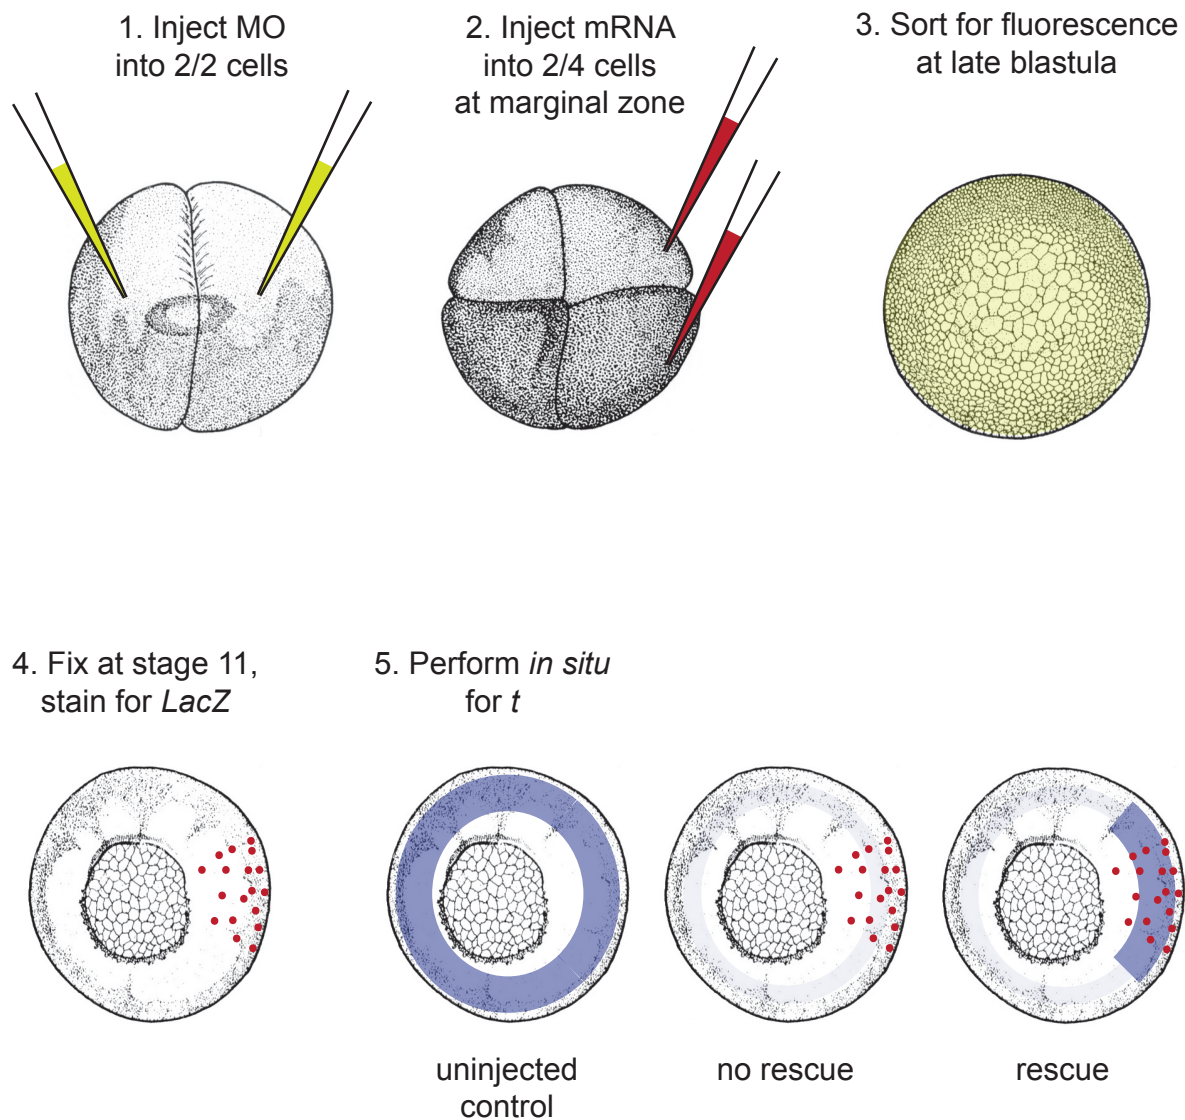 1. Inject MO
into 2/2 cells
2. Inject mRNA
into 2/4 cells
at marginal zone
3. Sort for fluorescence
at late blastula
4. Fix at stage 11,
stain for LacZ
5. Perform in situ
for t
uninjected
control
no rescue
rescue